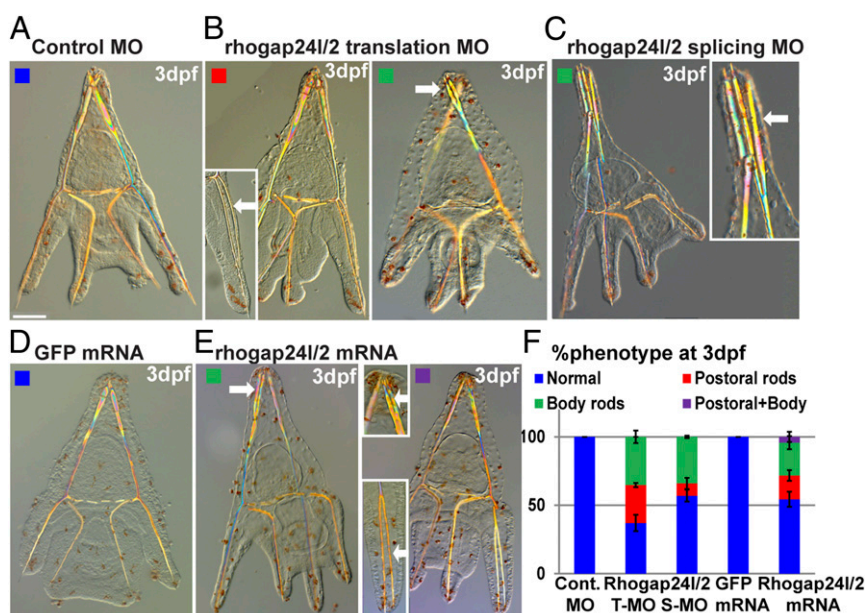 A
Control MO
3dpf
B
rhogap24l/2 translation MO
3dpf
3dpf
C
rhogap24l/2 splicing MO
3dpf
D
GFP mRNA
3dpf
E
rhogap24l/2 mRNA
3dpf
3dpf
F
%phenotype at 3dpf
Normal
Postoral rods
Body rods
Postoral+Body
100
50
0
Cont. MO
Rhogap24l/2
T-MO S-MO
GFP mRNA
Rhogap24l/2 mRNA